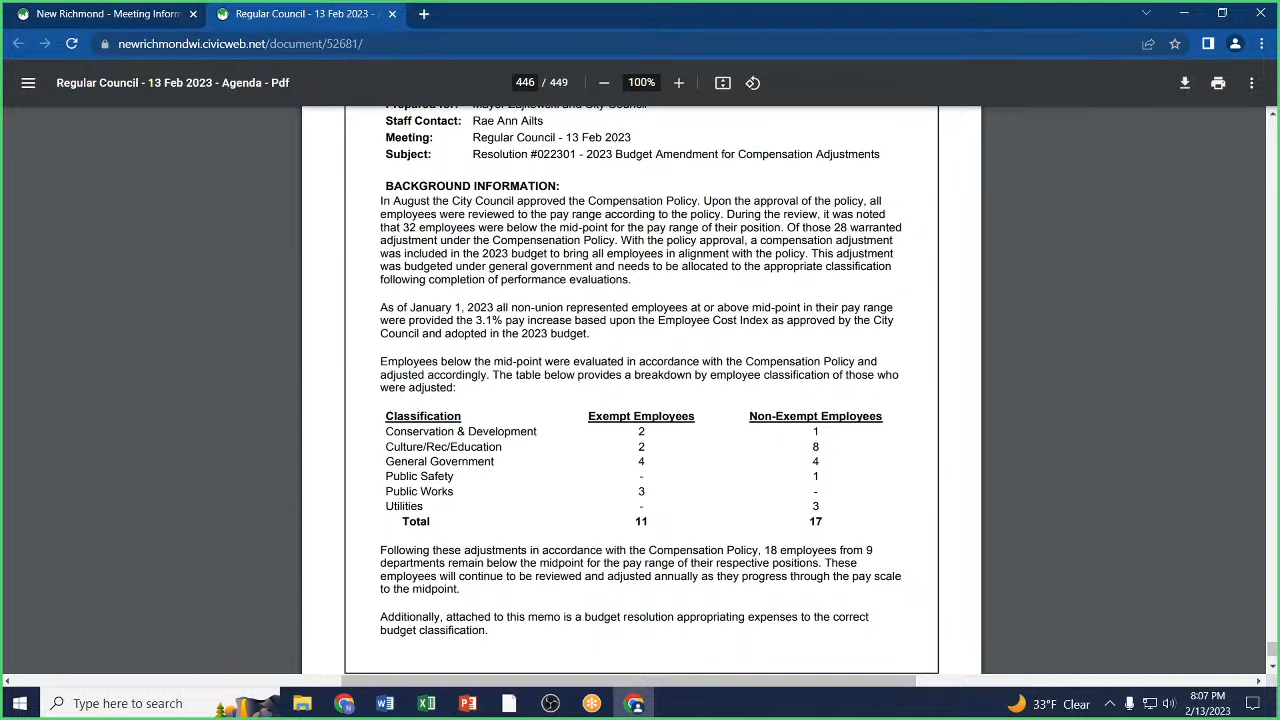 New Richmond - Meeting Inform
Regular Council - 13 Feb 2023 -
newrichmondwi.civicweb.net/document/52681/
Regular Council - 13 Feb 2023 - Agenda - Pdf
446 / 449
100%
Prepared for: Mayor Zajkowski and City Council
Staff Contact: Rae Ann Ailts
Meeting: Regular Council - 13 Feb 2023
Subject: Resolution #022301 - 2023 Budget Amendment for Compensation Adjustments
BACKGROUND INFORMATION:
In August the City Council approved the Compensation Policy. Upon the approval of the policy, all
employees were reviewed to the pay range according to the policy. During the review, it was noted
that 32 employees were below the mid-point for the pay range of their position. Of those 28 warranted
adjustment under the Compensenation Policy. With the policy approval, a compensation adjustment
was included in the 2023 budget to bring all employees in alignment with the policy. This adjustment
was budgeted under general government and needs to be allocated to the appropriate classification
following completion of performance evaluations.
As of January 1, 2023 all non-union represented employees at or above mid-point in their pay range
were provided the 3.1% pay increase based upon the Employee Cost Index as approved by the City
Council and adopted in the 2023 budget.
Employees below the mid-point were evaluated in accordance with the Compensation Policy and
adjusted accordingly. The table below provides a breakdown by employee classification of those who
were adjusted:
Classification Exempt Employees Non-Exempt Employees
Conservation & Development 2 1
Culture/Rec/Education 2 8
General Government 4 4
Public Safety - 1
Public Works 3 -
Utilities - 3
Total 11 17
Following these adjustments in accordance with the Compensation Policy, 18 employees from 9
departments remain below the midpoint for the pay range of their respective positions. These
employees will continue to be reviewed and adjusted annually as they progress through the pay scale
to the midpoint.
Additionally, attached to this memo is a budget resolution appropriating expenses to the correct
budget classification.
Type here to search
33°F Clear
8:07 PM
2/13/2023